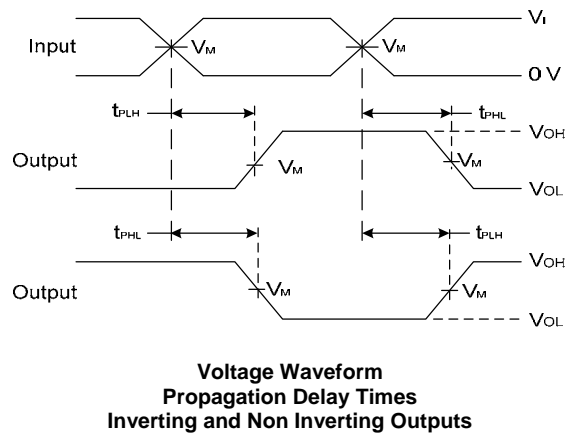 Input
VM
VM
VI
0 V
tPLH
tPHL
Output
VM
VM
VOH
VOL
tPHL
tPLH
Output
VM
VM
VOH
VOL
Voltage Waveform
Propagation Delay Times
Inverting and Non Inverting Outputs